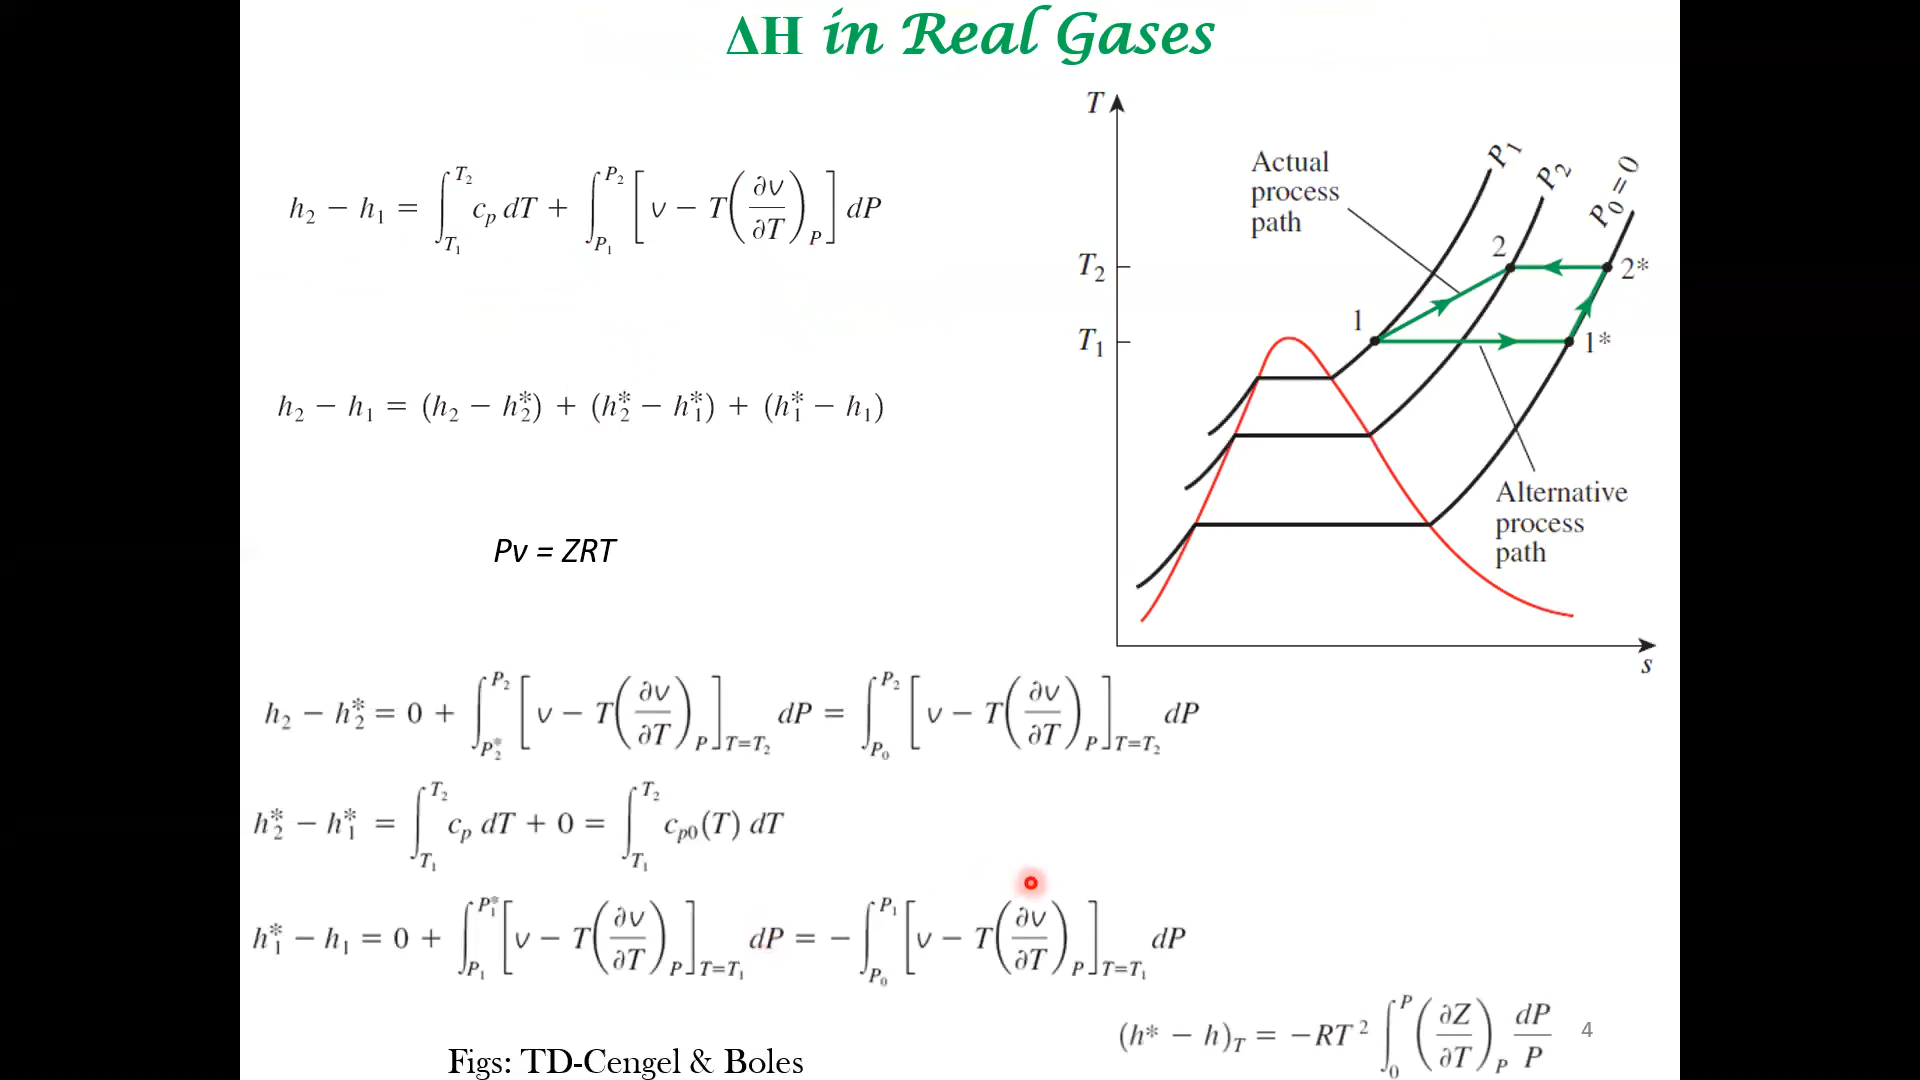 ΔH in Real Gases
h₂ − h₁ = ∫_{T₁}^{T₂} c_p dT + ∫_{P₁}^{P₂} [v − T(∂v/∂T)_P] dP
h₂ − h₁ = (h₂ − h₂*) + (h₂* − h₁*) + (h₁* − h₁)
Pv = ZRT
T
Actual
process
path
P₁
P₂
P₀ = 0
T₂
2
2*
T₁
1
1*
Alternative
process
path
s
h₂ − h₂* = 0 + ∫_{P₂*}^{P₂} [v − T(∂v/∂T)_P]_{T=T₂} dP = ∫_{P₀}^{P₂} [v − T(∂v/∂T)_P]_{T=T₂} dP
h₂* − h₁* = ∫_{T₁}^{T₂} c_p dT + 0 = ∫_{T₁}^{T₂} c_{p0}(T) dT
h₁* − h₁ = 0 + ∫_{P₁}^{P₁*} [v − T(∂v/∂T)_P]_{T=T₁} dP = −∫_{P₀}^{P₁} [v − T(∂v/∂T)_P]_{T=T₁} dP
(h* − h)_T = −RT² ∫_0^P (∂Z/∂T)_P dP/P
4
Figs: TD-Cengel & Boles